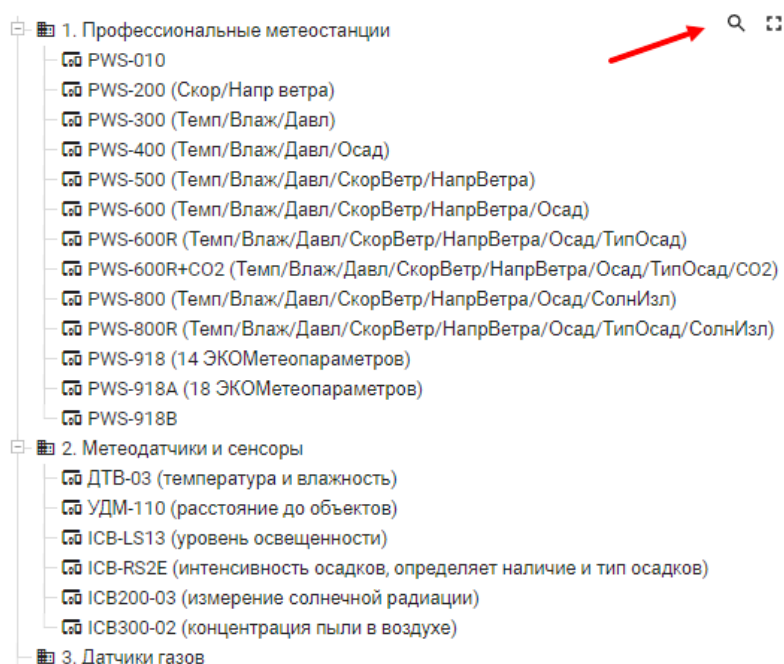 1. Профессиональные метеостанции
PWS-010
PWS-200 (Скор/Напр ветра)
PWS-300 (Темп/Влаж/Давл)
PWS-400 (Темп/Влаж/Давл/Осад)
PWS-500 (Темп/Влаж/Давл/СкорВетр/НапрВетра)
PWS-600 (Темп/Влаж/Давл/СкорВетр/НапрВетра/Осад)
PWS-600R (Темп/Влаж/Давл/СкорВетр/НапрВетра/Осад/ТипОсад)
PWS-600R+CO2 (Темп/Влаж/Давл/СкорВетр/НапрВетра/Осад/ТипОсад/CO2)
PWS-800 (Темп/Влаж/Давл/СкорВетр/НапрВетра/Осад/СолнИзл)
PWS-800R (Темп/Влаж/Давл/СкорВетр/НапрВетра/Осад/ТипОсад/СолнИзл)
PWS-918 (14 ЭКОМетеопараметров)
PWS-918A (18 ЭКОМетеопараметров)
PWS-918B
2. Метеодатчики и сенсоры
ДТВ-03 (температура и влажность)
УДМ-110 (расстояние до объектов)
ICB-LS13 (уровень освещенности)
ICB-RS2E (интенсивность осадков, определяет наличие и тип осадков)
ICB200-03 (измерение солнечной радиации)
ICB300-02 (концентрация пыли в воздухе)
3. Датчики газов